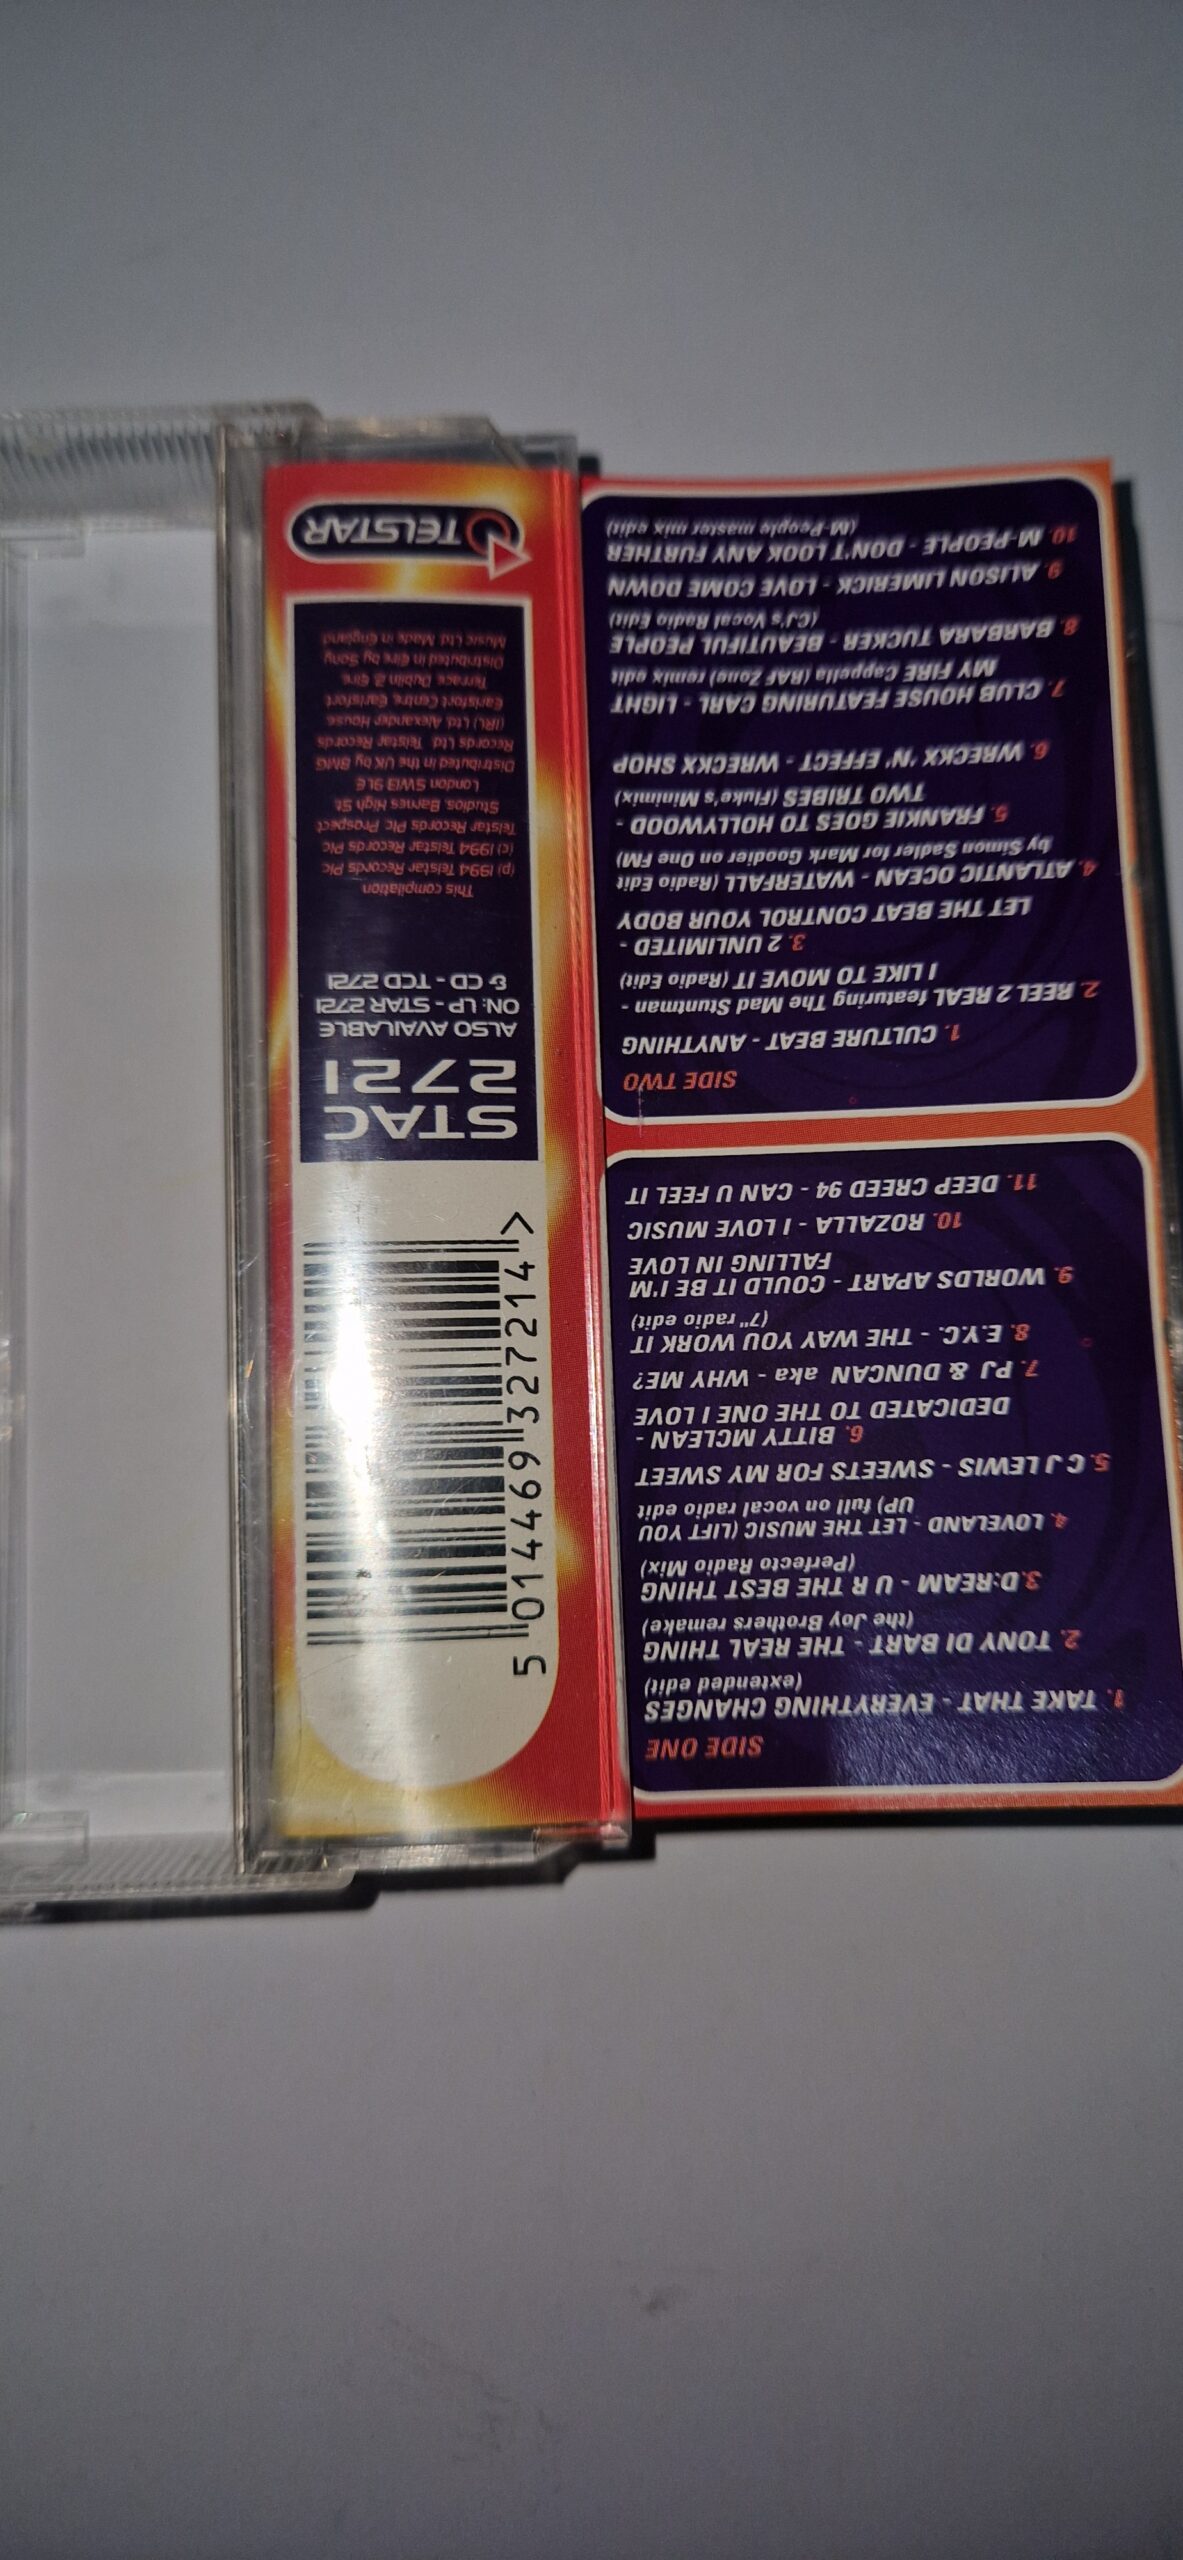 SIDE ONE
1. TAKE THAT - EVERYTHING CHANGES
(extended edit)
2. TONY DI BART - THE REAL THING
(the Joy Brothers remake)
3. D:REAM - U R THE BEST THING
(Perfecto Radio Mix)
4. LOVELAND - LET THE MUSIC (LIFT YOU
UP) full on vocal radio edit
5. C J LEWIS - SWEETS FOR MY SWEET
6. BITTY MCLEAN -
DEDICATED TO THE ONE I LOVE
7. PJ & DUNCAN aka - WHY ME?
8. E.Y.C. - THE WAY YOU WORK IT
(7" radio edit)
9. WORLDS APART - COULD IT BE I'M
FALLING IN LOVE
10. ROZALLA - I LOVE MUSIC
11. DEEP CREED 94 - CAN U FEEL IT
SIDE TWO
1. CULTURE BEAT - ANYTHING
2. REEL 2 REAL featuring The Mad Stuntman -
I LIKE TO MOVE IT (Radio Edit)
3. 2 UNLIMITED -
LET THE BEAT CONTROL YOUR BODY
4. ATLANTIC OCEAN - WATERFALL (Radio Edit
by Simon Sadler for Mark Goodier on One FM)
5. FRANKIE GOES TO HOLLYWOOD -
TWO TRIBES (Fluke's Minimix)
6. WRECKX 'N' EFFECT - WRECKX SHOP
7. CLUB HOUSE FEATURING CARL - LIGHT
MY FIRE Cappella (RAF Zone) remix edit
8. BARBARA TUCKER - BEAUTIFUL PEOPLE
(CJ's Vocal Radio Edit)
9. ALISON LIMERICK - LOVE COME DOWN
10. M-PEOPLE - DON'T LOOK ANY FURTHER
(M-People master mix edit)
5 014469 327214 >
STAC
2721
ALSO AVAILABLE
ON: LP - STAR 2721
& CD - TCD 2721
This compilation
(p) 1994 Telstar Records Plc
(c) 1994 Telstar Records Plc
Telstar Records Plc Prospect
Studios, Barnes High St
London SW13 9LE
Distributed in the UK by BMG
Records Ltd. Telstar Records
(IRL) Ltd. Alexander House
Earlsfort Centre, Earlsfort
Terrace, Dublin 2, Eire
Distributed in Eire by Sony
Music Ltd. Made in England
TELSTAR